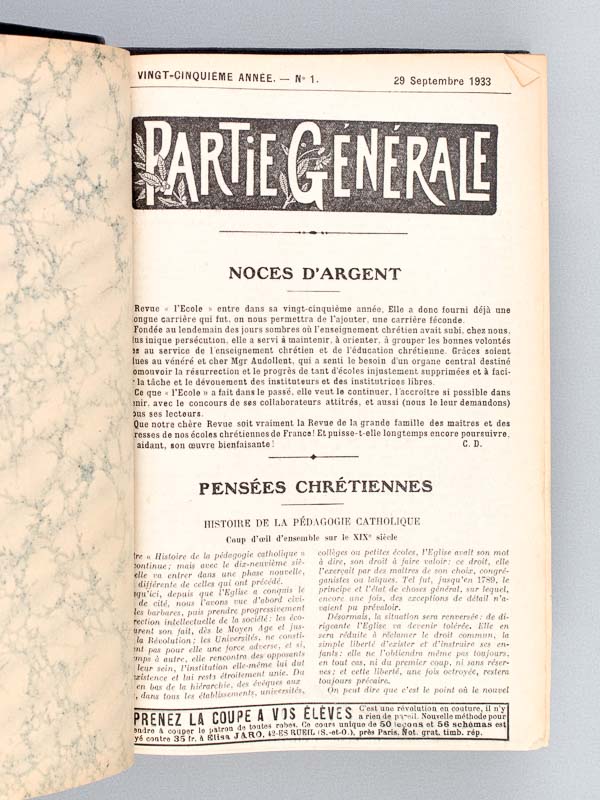 VINGT-CINQUIÈME ANNÉE. — N° 1. 29 Septembre 1933
PARTIE GÉNÉRALE
NOCES D'ARGENT
Revue « l'Ecole » entre dans sa vingt-cinquième année. Elle a donc fourni déjà une
longue carrière qui fut, on nous permettra de l'ajouter, une carrière féconde.
Fondée au lendemain des jours sombres où l'enseignement chrétien avait subi, chez nous,
plus inique persécution, elle a servi à maintenir, à orienter, à grouper les bonnes volontés
au service de l'enseignement chrétien et de l'éducation chrétienne. Grâces soient
dues au vénéré et cher Mgr Audollent, qui a senti le besoin d'un organe central destiné
promouvoir la résurrection et le progrès de tant d'écoles injustement supprimées et à faci-
la tâche et le dévouement des instituteurs et des institutrices libres.
Ce que « l'Ecole » a fait dans le passé, elle veut le continuer, l'accroître si possible dans
avec le concours de ses collaborateurs attitrés, et aussi (nous le leur demandons)
tous ses lecteurs.
Que notre chère Revue soit vraiment la Revue de la grande famille des maîtres et des
de nos écoles chrétiennes de France! Et puisse-t-elle longtemps encore poursuivre,
aidant, son œuvre bienfaisante! C. D.
PENSÉES CHRÉTIENNES
HISTOIRE DE LA PÉDAGOGIE CATHOLIQUE
Coup d'œil d'ensemble sur le XIXe siècle
« Histoire de la pédagogie catholique »
continue; mais avec le dix-neuvième siè-
elle va entrer dans une phase nouvelle,
différente de celles qui ont précédé.
depuis que l'Eglise a conquis le
de cité, nous l'avons vue d'abord civi-
les barbares, puis prendre progressivement
direction intellectuelle de la société: les éco-
furent son fait, dès le Moyen Age et jus-
la Révolution; les Universités, ne consti-
pas pour elle une force adverse, et si,
à autre, elle rencontra des opposants
leur sein, l'institution elle-même lui dut
existence et lui resta étroitement unie. Du
en bas de la hiérarchie, des évêques aux
dans tous les établissements, universités,
collèges ou petites écoles, l'Eglise avait son mot
à dire, son droit à faire valoir: ce droit, elle
l'exerçait par des maîtres de son choix, congré-
ganistes ou laïques. Tel fut, jusqu'en 1789, le
principe et l'état de choses général, sur lequel,
encore une fois, des exceptions de détail n'a-
vaient pu prévaloir.
Désormais, la situation sera renversée: de di-
rigeante l'Eglise va devenir tolérée. Elle en
sera réduite à réclamer le droit commun, la
simple liberté d'exister et d'instruire ses en-
fants; elle ne l'obtiendra même pas toujours,
en tout cas, ni du premier coup, ni sans réser-
ves; et cette liberté, une fois octroyée, restera
toujours précaire.
On peut dire que c'est le point où le nouvel
PRENEZ LA COUPE A VOS ÉLÈVES C'est une révolution en couture, il n'y
a rien de pareil. Nouvelle méthode pour
à couper le patron de toutes robes. Ce cours unique de 50 leçons et 56 schémas est
contre 35 fr. à Elisa JARO, 42-ES RUEIL (S.-et-O.), près Paris. Not. grat. timb. rép.